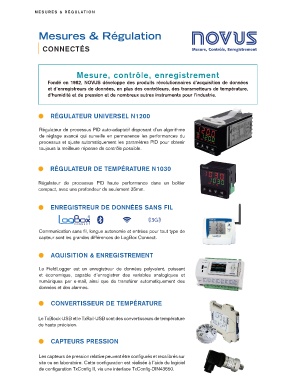 MESURES & RÉGULATION
Mesures & Régulation
CONNECTÉS
novus
Mesure, Contrôle, Enregistrement
Mesure, contrôle, enregistrement
Fondé en 1982, NOVUS développe des produits révolutionnaires d'acquisition de données
et d'enregistreurs de données, en plus des contrôleurs, des transmetteurs de température,
d'humidité et de pression et de nombreux autres instruments pour l'industrie.
RÉGULATEUR UNIVERSEL N1200
Régulateur de processus PID auto-adaptatif disposant d'un algorithme
de réglage avancé qui surveille en permanence les performances du
processus et ajuste automatiquement les paramètres PID pour obtenir
toujours la meilleure réponse de contrôle possible.
RÉGULATEUR DE TEMPÉRATURE N1030
Régulateur de processus PID haute performance dans un boîtier
compact, avec une profondeur de seulement 35mm.
ENREGISTREUR DE DONNÉES SANS FIL
LogBox
Communication sans fil, longue autonomie et entrées pour tout type de
capteur sont les grandes différences de LogBox Connect.
AQUISITION & ENREGISTREMENT
Le FieldLogger est un enregistreur de données polyvalent, puissant
et économique, capable d'enregistrer des variables analogiques et
numériques par e-mail, ainsi que de transférer automatiquement des
données et des alarmes.
CONVERTISSEUR DE TEMPÉRATURE
Le TxBlock-USB et le TxRail-USB sont des convertisseurs de température
de haute précision.
CAPTEURS PRESSION
Les capteurs de pression relative peuvent être configurés et recalibrés sur
site ou en laboratoire. Cette configuration est réalisée à l'aide du logiciel
de configuration TxConfig II, via une interface TxConfig-DIN43650.